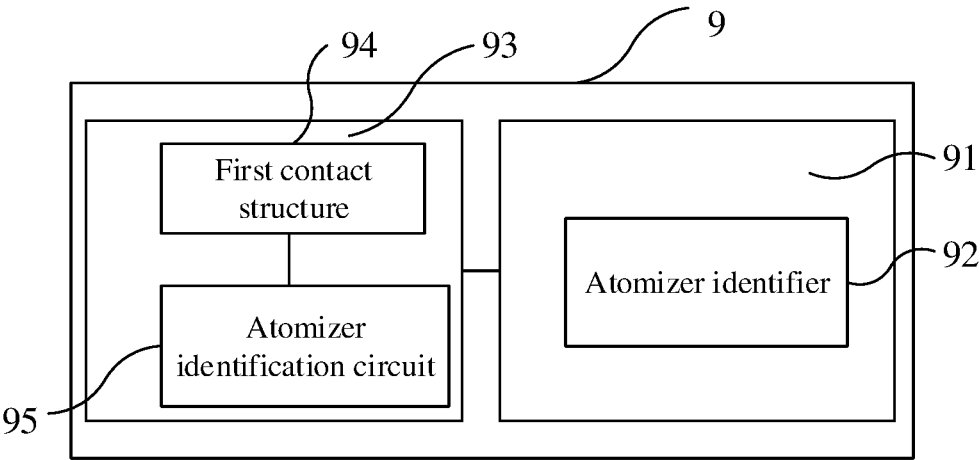 9
94
93
First contact
structure
91
Atomizer identifier
92
Atomizer
identification circuit
95